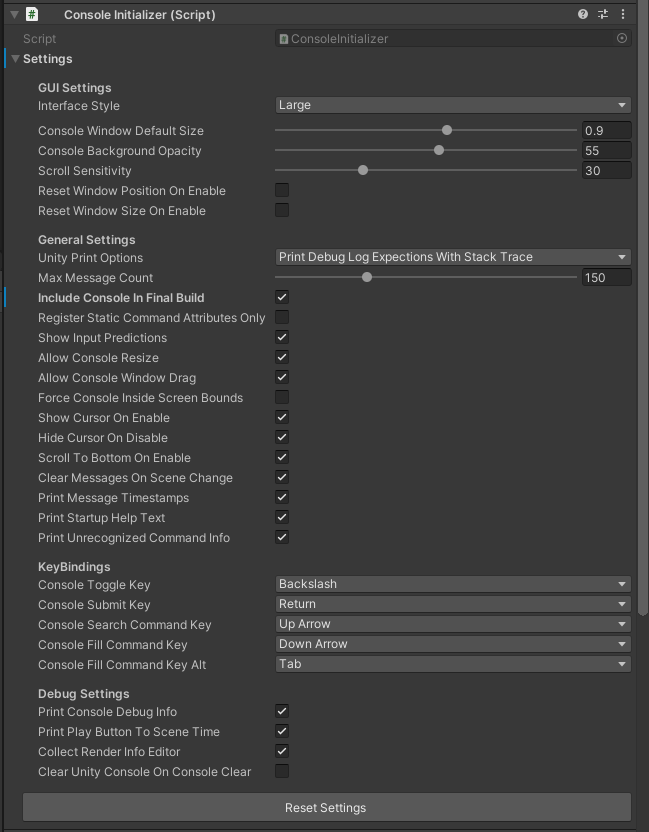 Console Initializer (Script)
Script ConsoleInitializer
Settings
GUI Settings
Interface Style Large
Console Window Default Size 0.9
Console Background Opacity 55
Scroll Sensitivity 30
Reset Window Position On Enable
Reset Window Size On Enable
General Settings
Unity Print Options Print Debug Log Expections With Stack Trace
Max Message Count 150
Include Console In Final Build
Register Static Command Attributes Only
Show Input Predictions
Allow Console Resize
Allow Console Window Drag
Force Console Inside Screen Bounds
Show Cursor On Enable
Hide Cursor On Disable
Scroll To Bottom On Enable
Clear Messages On Scene Change
Print Message Timestamps
Print Startup Help Text
Print Unrecognized Command Info
KeyBindings
Console Toggle Key Backslash
Console Submit Key Return
Console Search Command Key Up Arrow
Console Fill Command Key Down Arrow
Console Fill Command Key Alt Tab
Debug Settings
Print Console Debug Info
Print Play Button To Scene Time
Collect Render Info Editor
Clear Unity Console On Console Clear
Reset Settings